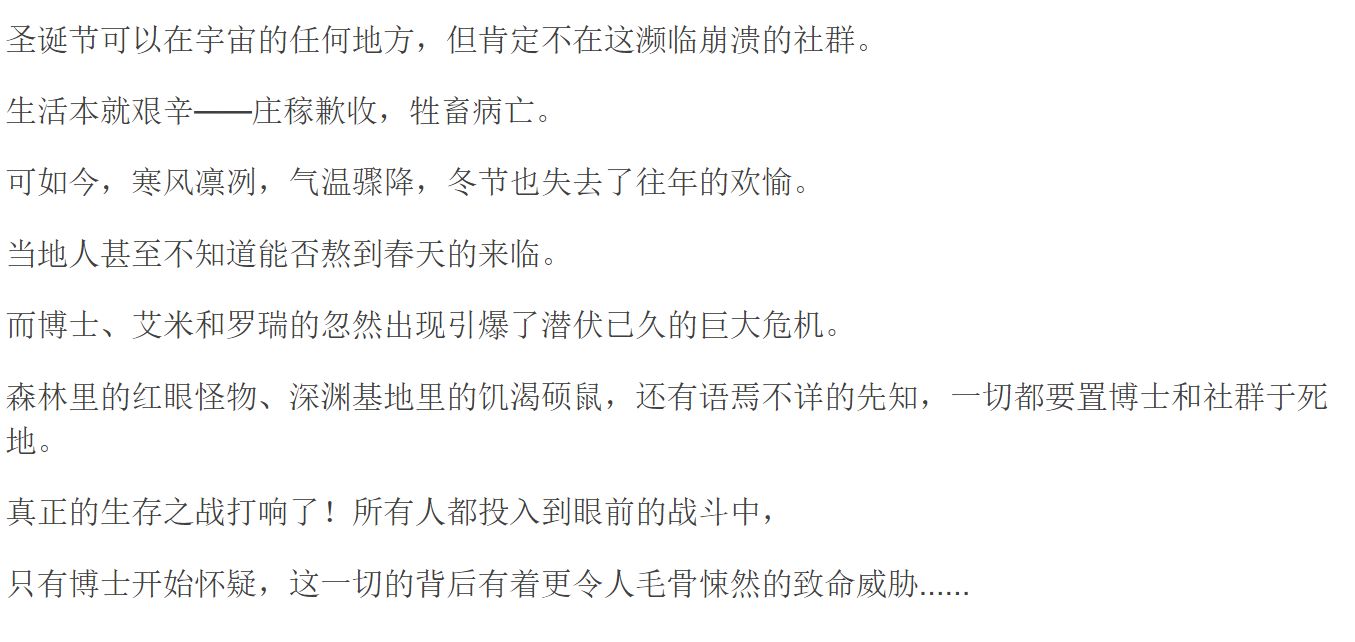 圣诞节可以在宇宙的任何地方，但肯定不在这濒临崩溃的社群。
生活本就艰辛——庄稼歉收，牲畜病亡。
可如今，寒风凛冽，气温骤降，冬节也失去了往年的欢愉。
当地人甚至不知道能否熬到春天的来临。
而博士、艾米和罗瑞的忽然出现引爆了潜伏已久的巨大危机。
森林里的红眼怪物、深渊基地里的饥渴硕鼠，还有语焉不详的先知，一切都要置博士和社群于死
地。
真正的生存之战打响了！所有人都投入到眼前的战斗中，
只有博士开始怀疑，这一切的背后有着更令人毛骨悚然的致命威胁......